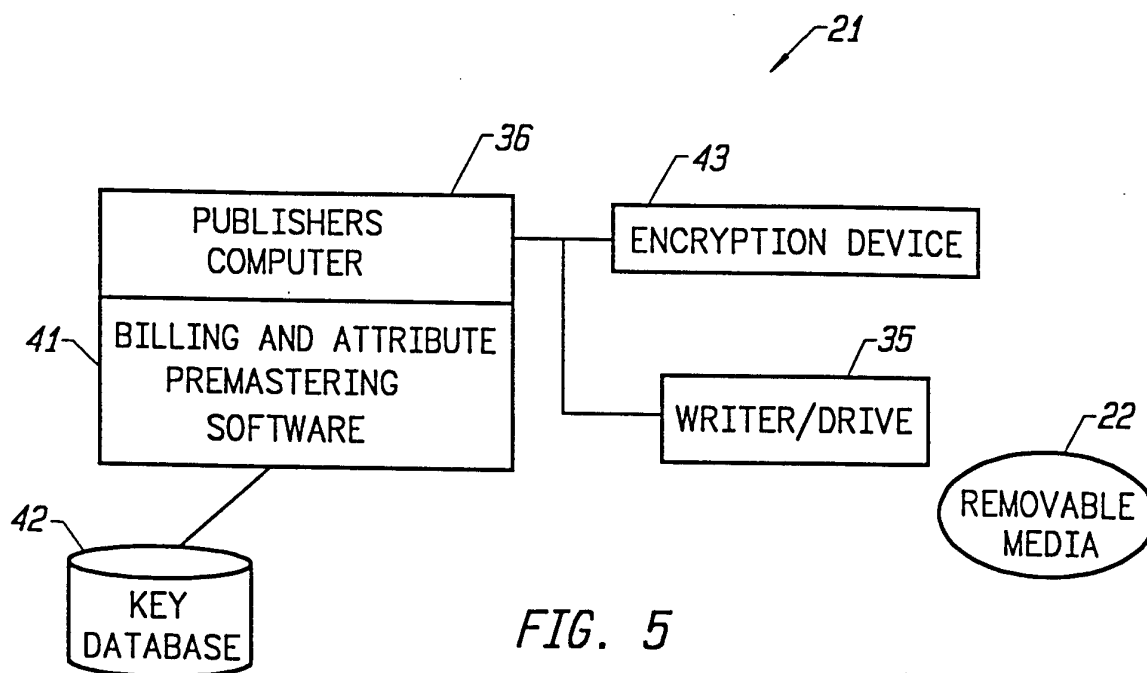 21
36
43
PUBLISHERS
COMPUTER
ENCRYPTION DEVICE
41
BILLING AND ATTRIBUTE
PREMASTERING
SOFTWARE
35
WRITER/DRIVE
22
REMOVABLE
MEDIA
42
KEY
DATABASE
FIG. 5